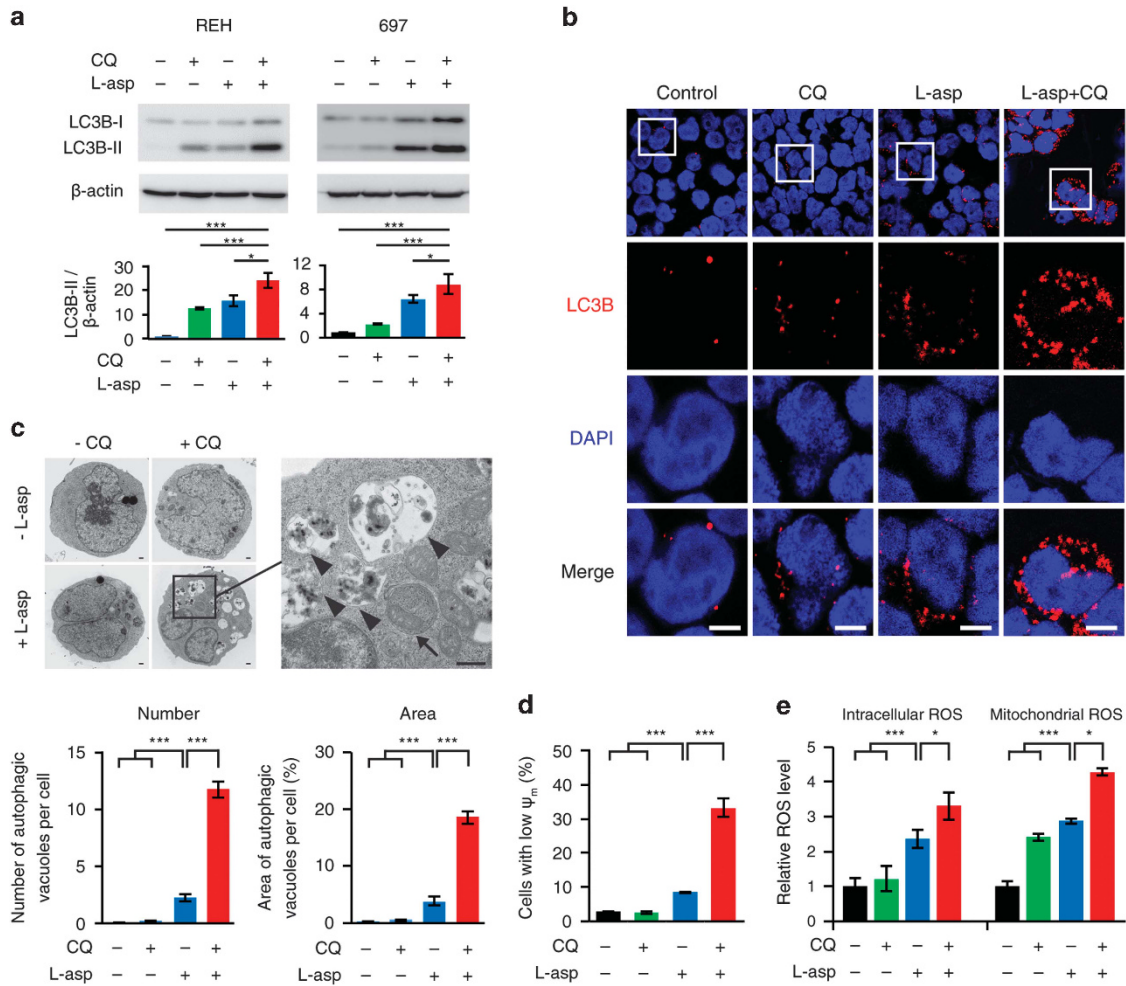 a
REH 697
CQ – + – + – + – +
L-asp – – + + – – + +
LC3B-I
LC3B-II
β-actin
***
***
*
***
***
*
LC3B-II /
β-actin
30
20
10
0
12
8
4
0
CQ – + – + – + – +
L-asp – – + + – – + +
b
Control CQ L-asp L-asp+CQ
LC3B
DAPI
Merge
c
- CQ + CQ
- L-asp
+ L-asp
Number
Number of autophagic
vacuoles per cell
15
10
5
0
*** ***
CQ – + – +
L-asp – – + +
Area
Area of autophagic
vacuoles per cell (%)
30
20
10
0
*** ***
– + – +
– – + +
d
Cells with low ψm (%)
50
40
30
20
10
0
*** ***
CQ – + – +
L-asp – – + +
e
Intracellular ROS Mitochondrial ROS
Relative ROS level
5
4
3
2
1
0
*** * *** *
CQ – + – + – + – +
L-asp – – + + – – + +